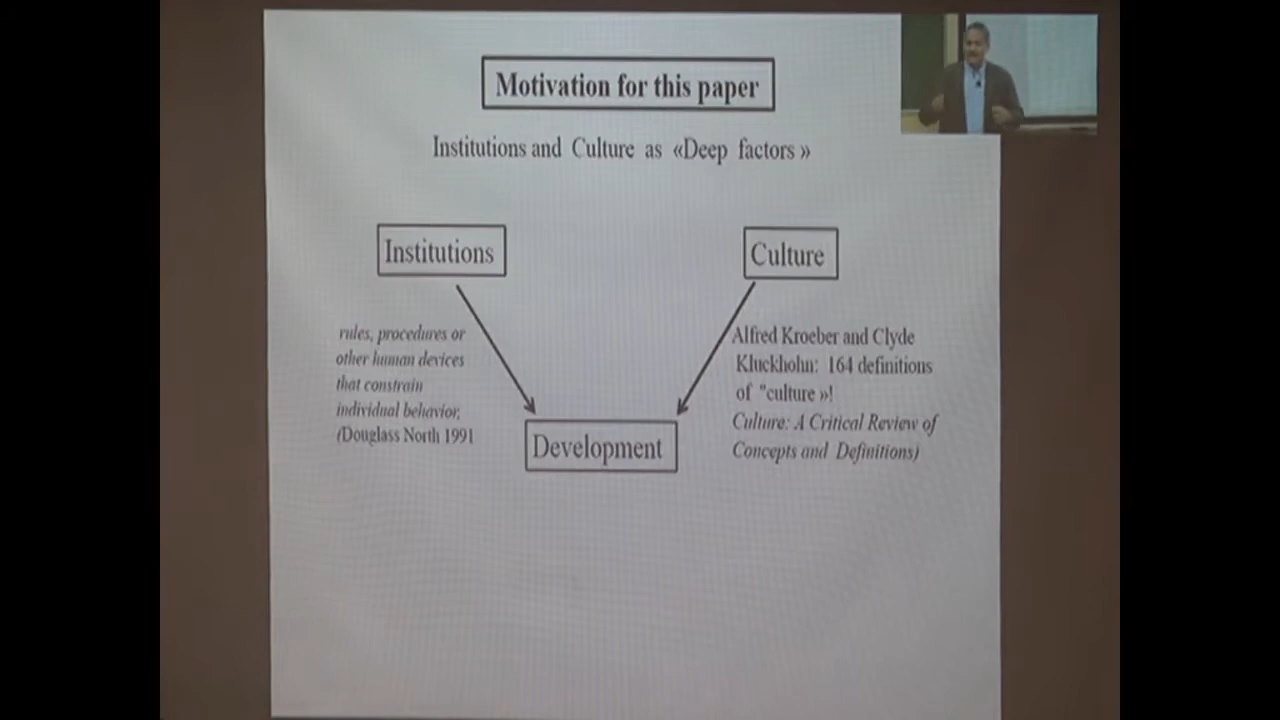 Motivation for this paper
Institutions and Culture as «Deep factors »
Institutions
Culture
rules, procedures or
other human devices
that constrain
individual behavior,
(Douglass North 1991
Alfred Kroeber and Clyde
Kluckhohn: 164 definitions
of "culture »!
Culture: A Critical Review of
Concepts and Definitions)
Development